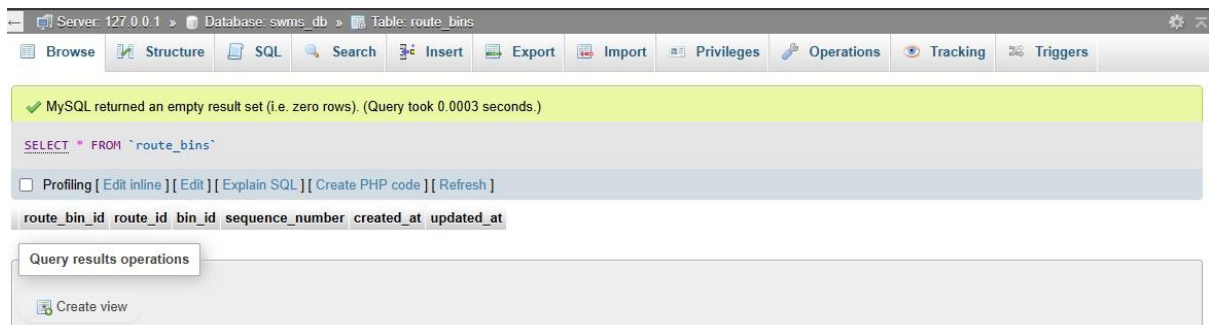 Server: 127.0.0.1 » Database: swms_db » Table: route_bins
Browse Structure SQL Search Insert Export Import Privileges Operations Tracking Triggers
MySQL returned an empty result set (i.e. zero rows). (Query took 0.0003 seconds.)
SELECT * FROM `route_bins`
Profiling [ Edit inline ] [ Edit ] [ Explain SQL ] [ Create PHP code ] [ Refresh ]
route_bin_id route_id bin_id sequence_number created_at updated_at
Query results operations
Create view